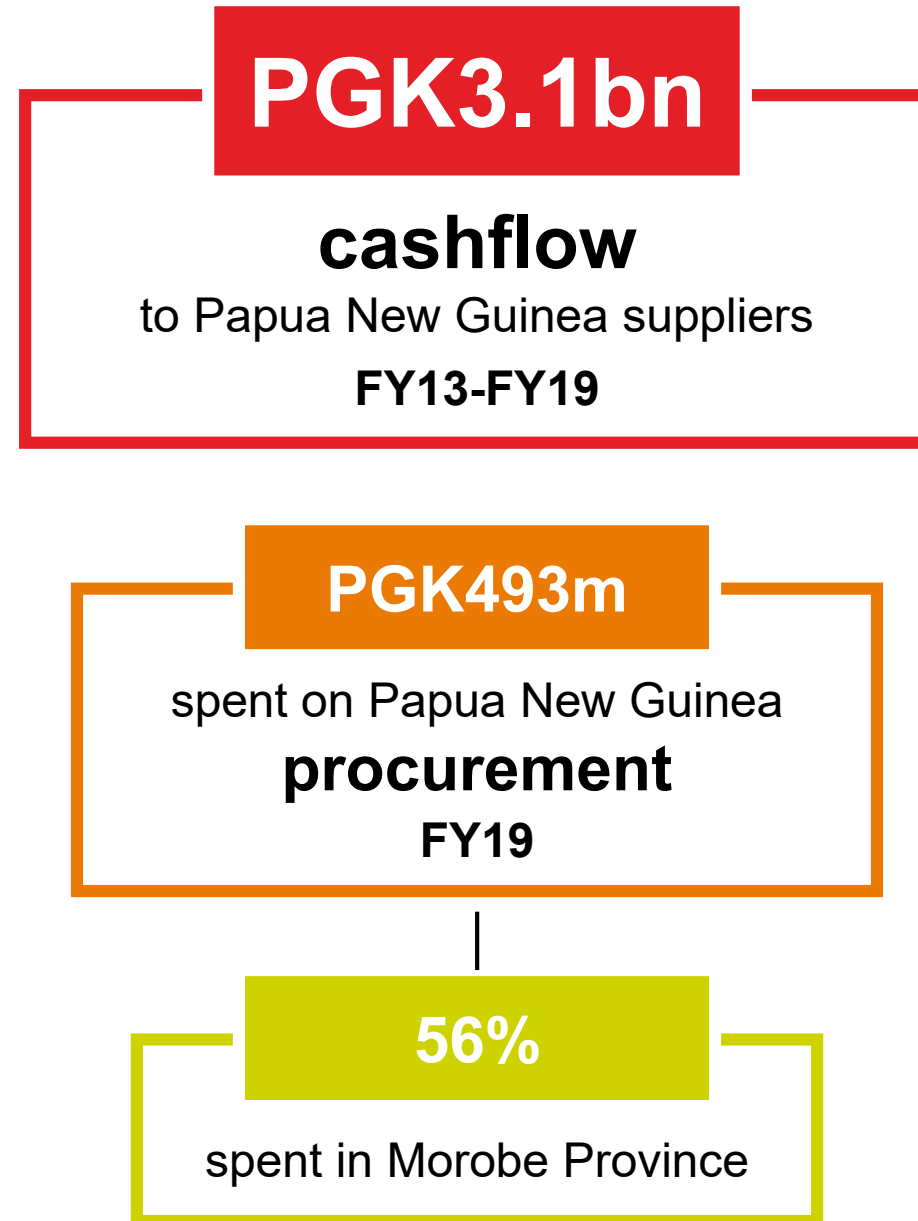 PGK3.1bn
cashflow
to Papua New Guinea suppliers
FY13-FY19
PGK493m
spent on Papua New Guinea
procurement
FY19
56%
spent in Morobe Province